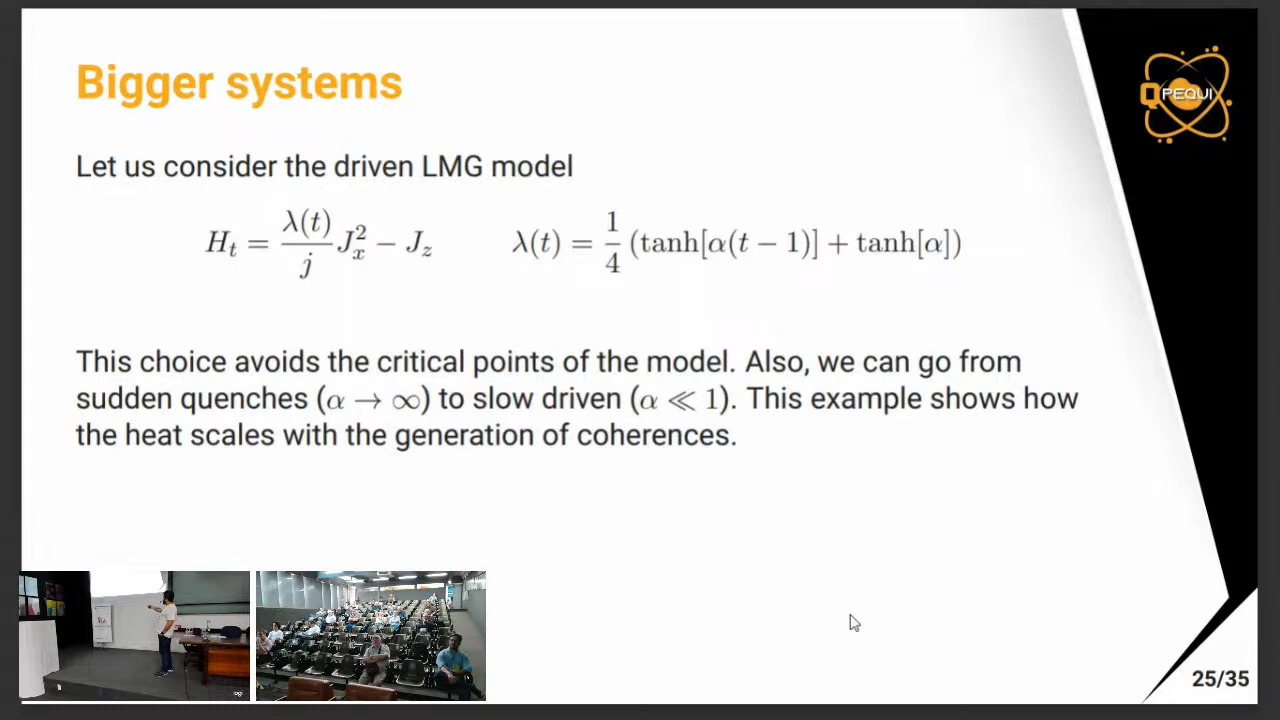 Bigger systems
QPEQUI
Let us consider the driven LMG model
H_t = \frac{λ(t)}{j} J_x^2 − J_z    λ(t) = \frac{1}{4} (tanh[α(t − 1)] + tanh[α])
This choice avoids the critical points of the model. Also, we can go from
sudden quenches (α → ∞) to slow driven (α ≪ 1). This example shows how
the heat scales with the generation of coherences.
25/35